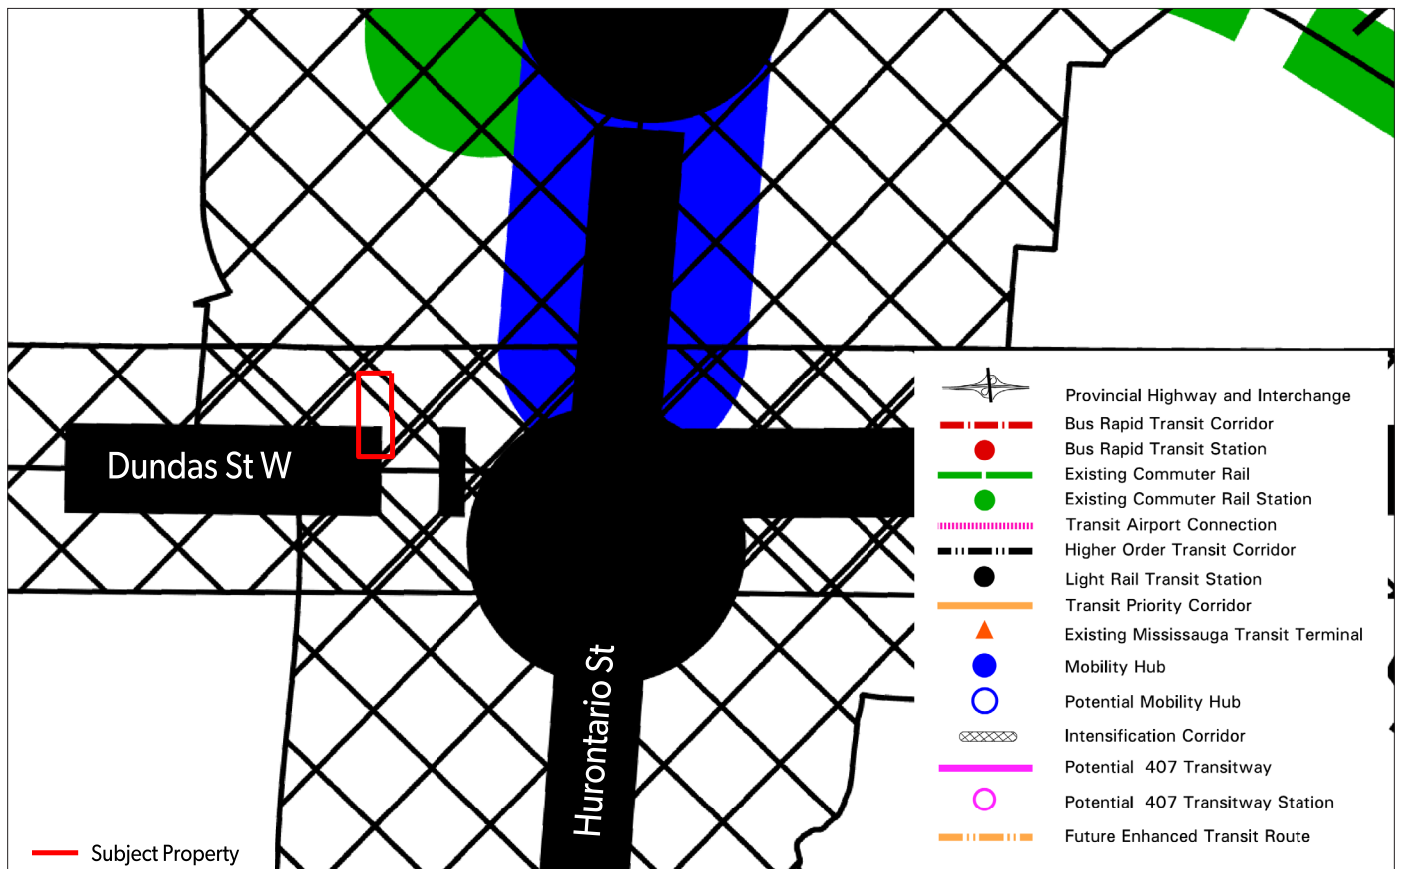 Dundas St W
Hurontario St
Provincial Highway and Interchange
Bus Rapid Transit Corridor
Bus Rapid Transit Station
Existing Commuter Rail
Existing Commuter Rail Station
Transit Airport Connection
Higher Order Transit Corridor
Light Rail Transit Station
Transit Priority Corridor
Existing Mississauga Transit Terminal
Mobility Hub
Potential Mobility Hub
Intensification Corridor
Potential 407 Transitway
Potential 407 Transitway Station
Future Enhanced Transit Route
Subject Property